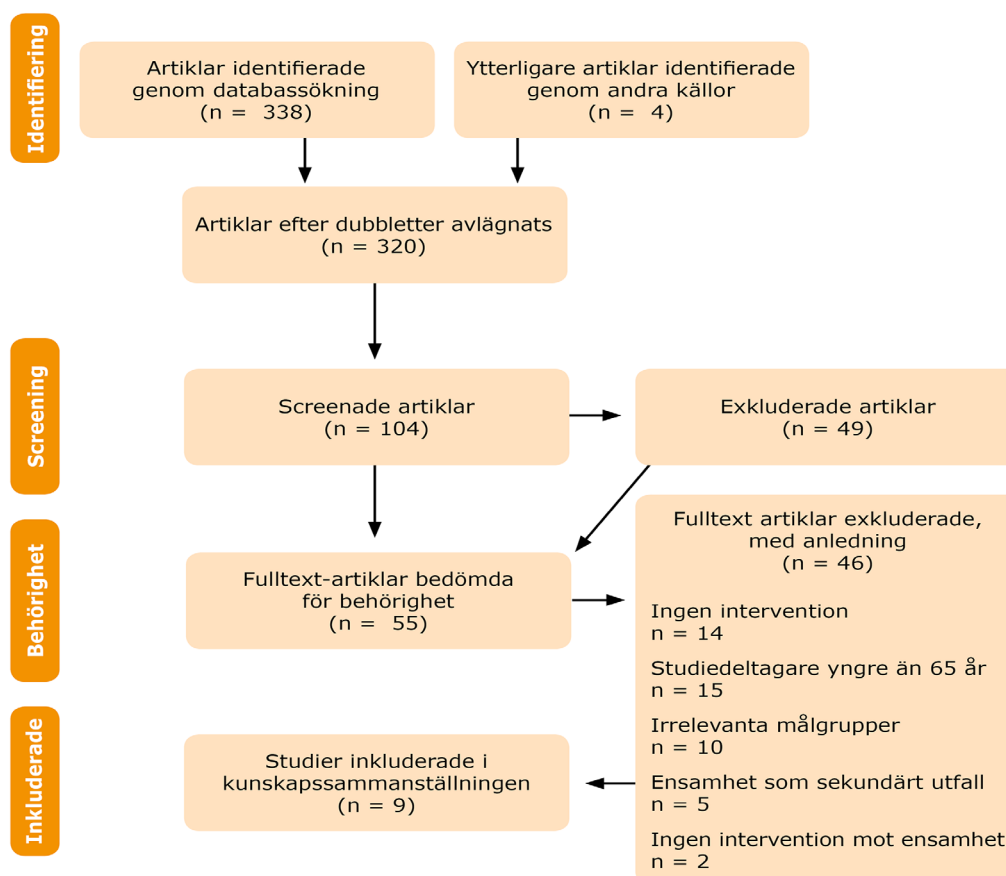 Identifiering
Artiklar identifierade
genom databassökning
(n =  338)
Ytterligare artiklar identifierade
genom andra källor
(n =  4)
Artiklar efter dubbletter avlägnats
(n = 320)
Screening
Screenade artiklar
(n = 104)
Exkluderade artiklar
(n = 49)
Behörighet
Fulltext-artiklar bedömda
för behörighet
(n =  55)
Fulltext artiklar exkluderade,
med anledning
(n = 46)
Ingen intervention
n = 14
Studiedeltagare yngre än 65 år
n = 15
Irrelevanta målgrupper
n = 10
Ensamhet som sekundärt utfall
n = 5
Ingen intervention mot ensamhet
n = 2
Inkluderade
Studier inkluderade i
kunskapssammanställningen
(n = 9)